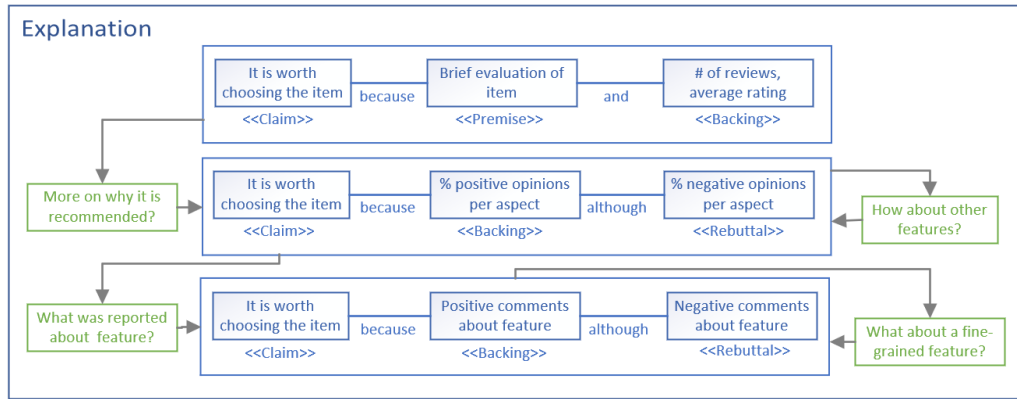 Explanation
It is worth
choosing the item
because
Brief evaluation of
item
and
# of reviews,
average rating
<<Claim>>
<<Premise>>
<<Backing>>
More on why it is
recommended?
It is worth
choosing the item
because
% positive opinions
per aspect
although
% negative opinions
per aspect
<<Claim>>
<<Backing>>
<<Rebuttal>>
How about other
features?
What was reported
about feature?
It is worth
choosing the item
because
Positive comments
about feature
although
Negative comments
about feature
<<Claim>>
<<Backing>>
<<Rebuttal>>
What about a fine-
grained feature?